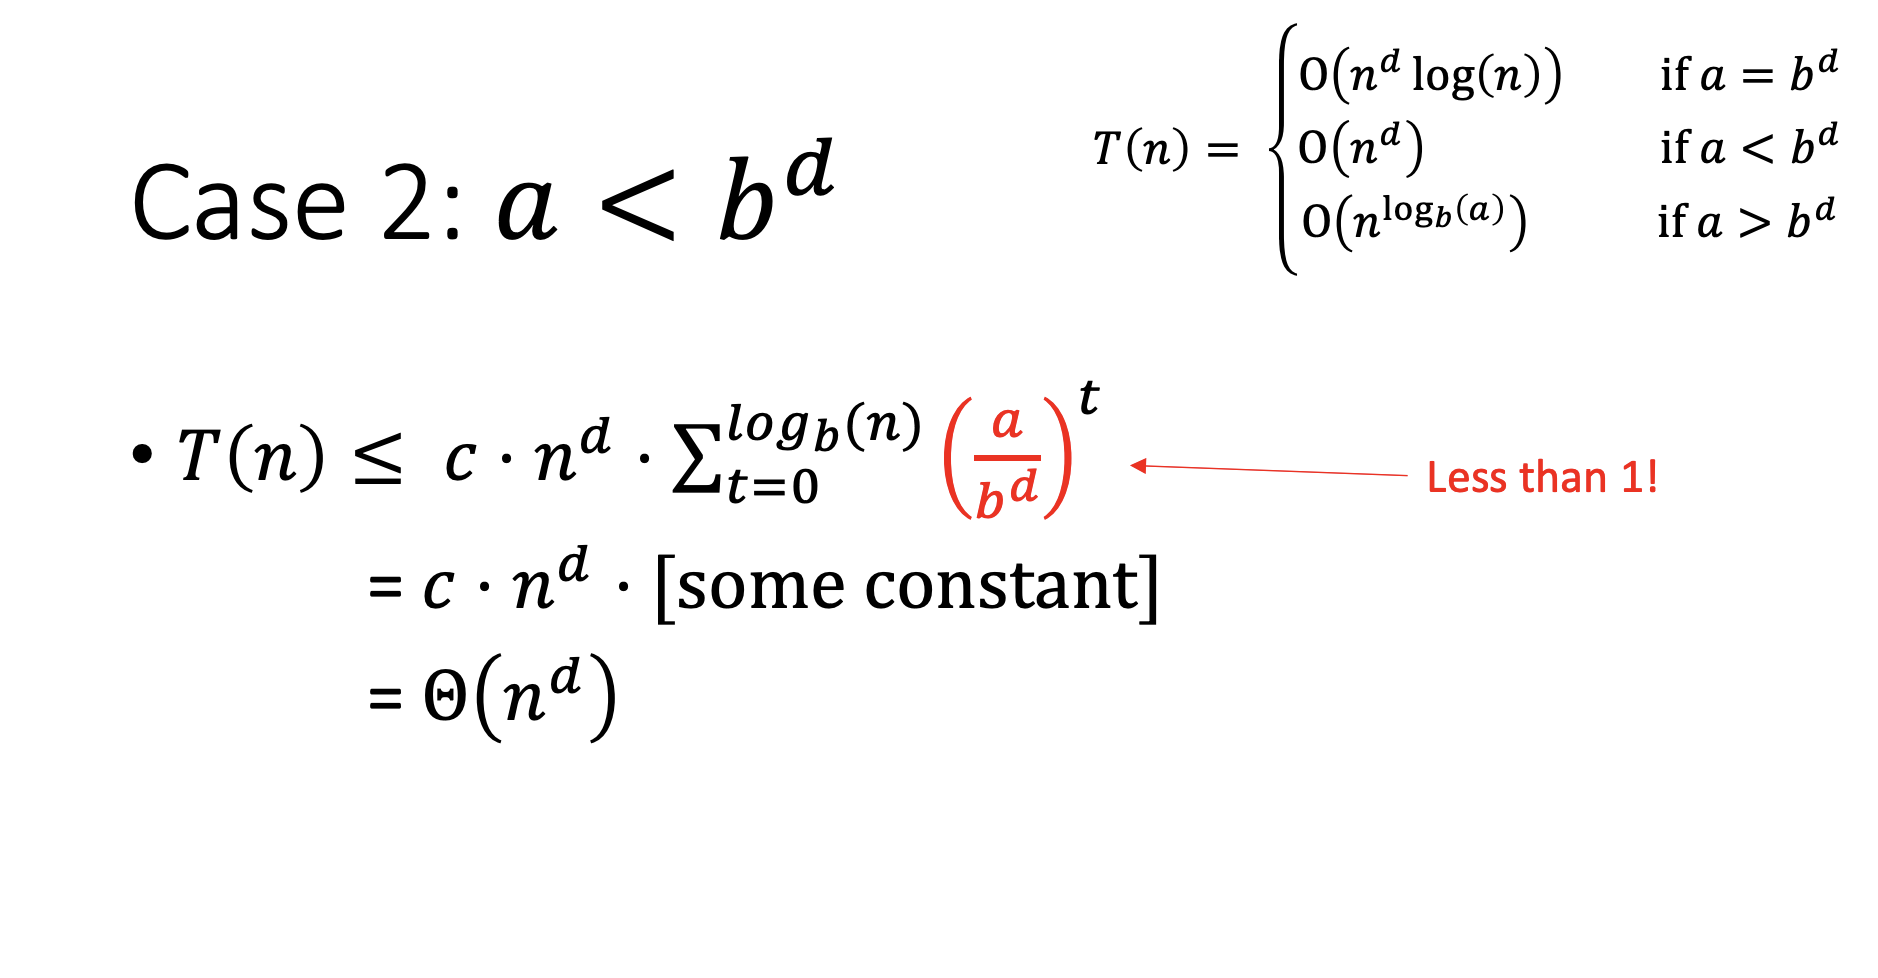 T(n) = { O(n^d log(n)) if a = b^d
O(n^d) if a < b^d
O(n^{log_b(a)}) if a > b^d
Case 2: a < b^d
• T(n) ≤ c · n^d · ∑_{t=0}^{log_b(n)} (a/b^d)^t
Less than 1!
= c · n^d · [some constant]
= Θ(n^d)